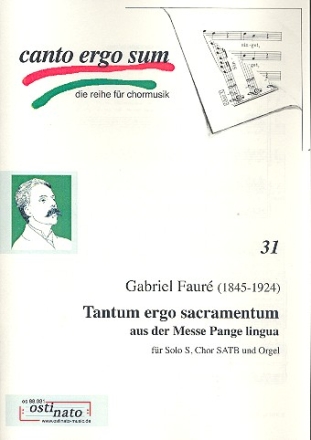 canto ergo sum
die reihe für chormusik
31
Gabriel Fauré (1845-1924)
Tantum ergo sacramentum
aus der Messe Pange lingua
für Solo S, Chor SATB und Orgel
ostinato
www.ostinato-musik.de